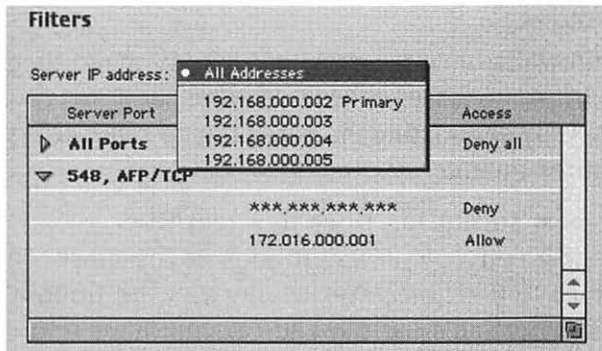 Filters
Server IP address: All Addresses
192.168.000.002 Primary
192.168.000.003
192.168.000.004
192.168.000.005
Server Port Access
All Ports Deny all
548, AFP/TCP
***.***.***.*** Deny
172.016.000.001 Allow